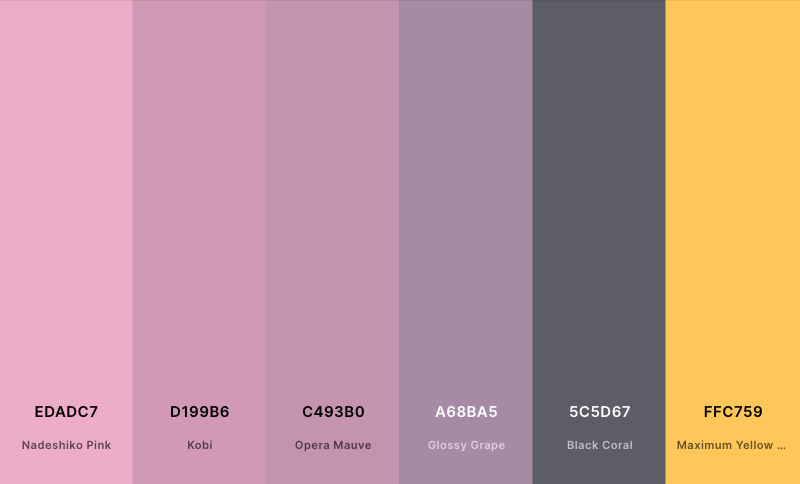 EDADC7
Nadeshiko Pink
D199B6
Kobi
C493B0
Opera Mauve
A68BA5
Glossy Grape
5C5D67
Black Coral
FFC759
Maximum Yellow ...